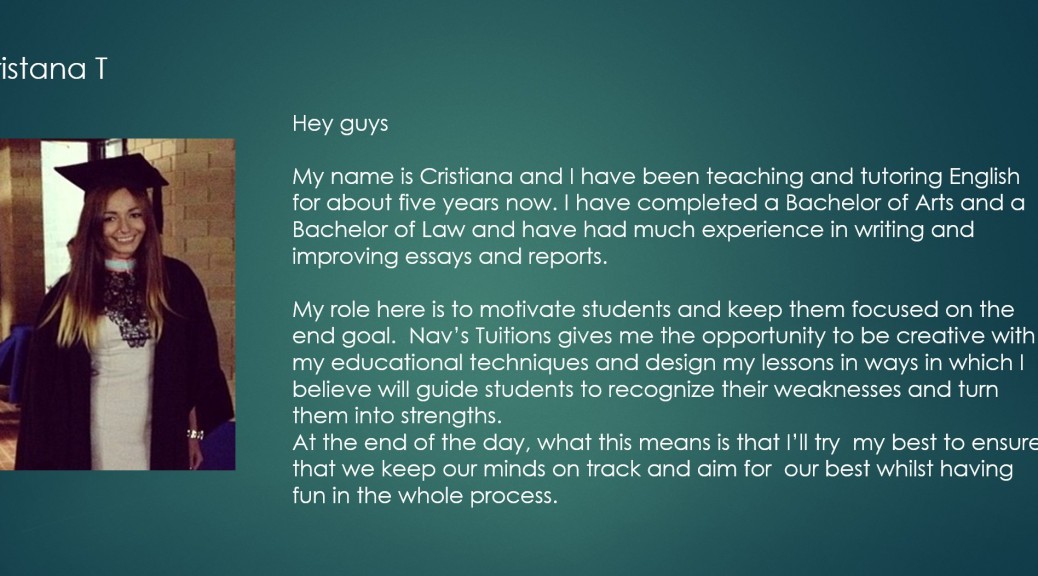 ristana T
Hey guys
My name is Cristiana and I have been teaching and tutoring English
for about five years now. I have completed a Bachelor of Arts and a
Bachelor of Law and have had much experience in writing and
improving essays and reports.
My role here is to motivate students and keep them focused on the
end goal.  Nav's Tuitions gives me the opportunity to be creative with
my educational techniques and design my lessons in ways in which I
believe will guide students to recognize their weaknesses and turn
them into strengths.
At the end of the day, what this means is that I'll try  my best to ensure
that we keep our minds on track and aim for  our best whilst having
fun in the whole process.